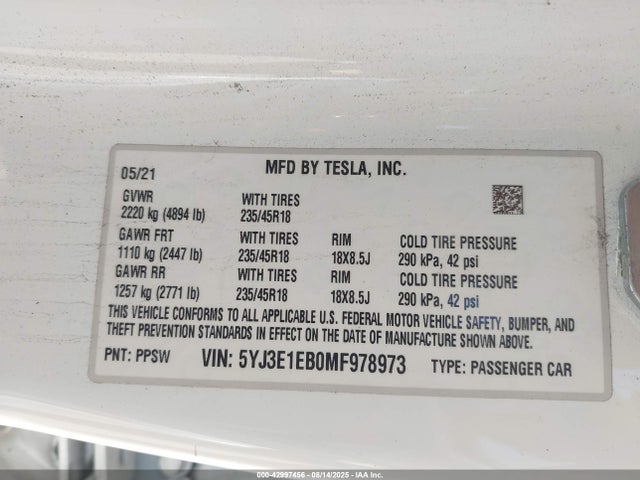 05/21 MFD BY TESLA, INC.
GVWR WITH TIRES
2220 kg (4894 lb) 235/45R18
GAWR FRT WITH TIRES RIM COLD TIRE PRESSURE
1110 kg (2447 lb) 235/45R18 18X8.5J 290 kPa, 42 psi
GAWR RR WITH TIRES RIM COLD TIRE PRESSURE
1257 kg (2771 lb) 235/45R18 18X8.5J 290 kPa, 42 psi
THIS VEHICLE CONFORMS TO ALL APPLICABLE U.S. FEDERAL MOTOR VEHICLE SAFETY, BUMPER, AND
THEFT PREVENTION STANDARDS IN EFFECT ON THE DATE OF MANUFACTURE SHOWN ABOVE.
PNT: PPSW VIN: 5YJ3E1EB0MF978973 TYPE: PASSENGER CAR
000-42997456 - 08/14/2025 - IAA Inc.